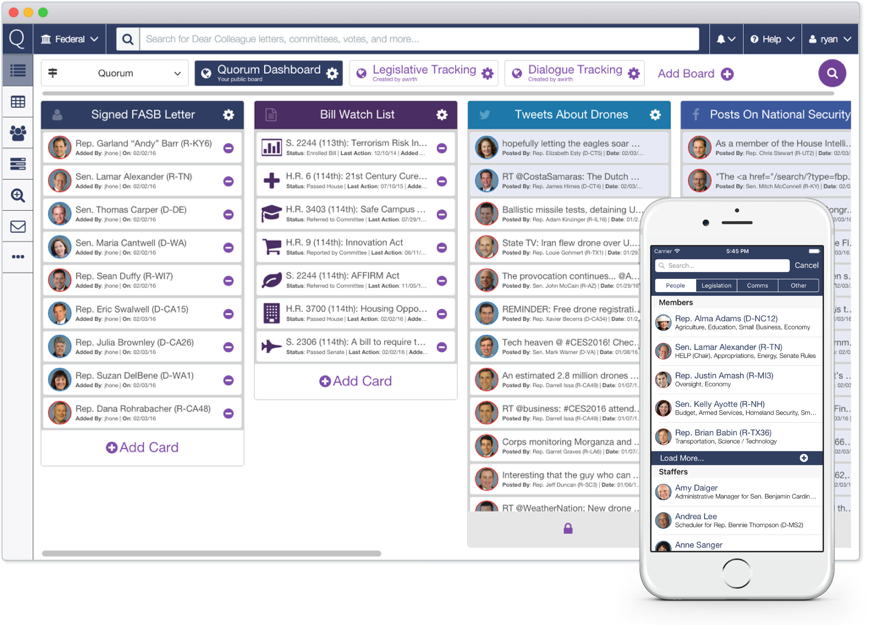 Q
Federal
Search for Dear Colleague letters, committees, votes, and more...
Help
ryan
Quorum
Quorum Dashboard
Your public board
Legislative Tracking
Created by awirth
Dialogue Tracking
Created by awirth
Add Board
Signed FASB Letter
Rep. Garland “Andy” Barr (R-KY6)
Added By: jhone | On: 02/02/16
Sen. Lamar Alexander (R-TN)
Added By: jhone | On: 02/02/16
Sen. Thomas Carper (D-DE)
Added By: jhone | On: 02/02/16
Sen. Maria Cantwell (D-WA)
Added By: jhone | On: 02/02/16
Rep. Sean Duffy (R-WI7)
Added By: jhone | On: 02/03/16
Rep. Eric Swalwell (D-CA15)
Added By: jhone | On: 02/03/16
Rep. Julia Brownley (D-CA26)
Added By: jhone | On: 02/03/16
Rep. Suzan DelBene (D-WA1)
Added By: jhone | On: 02/03/16
Rep. Dana Rohrabacher (R-CA48)
Added By: jhone | On: 02/03/16
Add Card
Bill Watch List
S. 2244 (113th): Terrorism Risk In...
Status: Enrolled Bill | Last Action: 12/10/14 | Added...
H.R. 6 (114th): 21st Century Cure...
Status: Passed House | Last Action: 07/10/15 | Adde...
H.R. 3403 (114th): Safe Campus ...
Status: Referred to Committee | Last Action: 07/29/1...
H.R. 9 (114th): Innovation Act
Status: Reported by Committee | Last Action: 06/11/...
S. 2244 (114th): AFFIRM Act
Status: Referred to Committee | Last Action: 11/05/1...
H.R. 3700 (114th): Housing Oppo...
Status: Passed House | Last Action: 02/02/16 | Adde...
S. 2306 (114th): A bill to require t...
Status: Passed Senate | Last Action: 02/02/16 | Adde...
Add Card
Tweets About Drones
hopefully letting the eagles soar ...
Posted By: Rep. Elizabeth Esty (D-CT5) | Date: 02/03/...
RT @CostaSamaras: The Dutch ...
Posted By: Rep. James Himes (D-CT4) | Date: 02/02/...
Ballistic missile tests, detaining U...
Posted By: Rep. Adam Kinzinger (R-IL16) | Date: 02/...
State TV: Iran flew drone over U...
Posted By: Rep. Louie Gohmert (R-TX1) | Date: 01/2...
The provocation continues... @A...
Posted By: Sen. John McCain (R-AZ) | Date: 01/29/16
REMINDER: Free drone registrati...
Posted By: Rep. Xavier Becerra (D-CA34) | Date: 01/2...
Tech heaven @ #CES2016! Chec...
Posted By: Sen. Mark Warner (D-VA) | Date: 01/08/16
An estimated 2.8 million drones ...
Posted By: Rep. Darrell Issa (R-CA49) | Date: 01/07/1...
RT @business: #CES2016 attend...
Posted By: Rep. Darrell Issa (R-CA49) | Date: 01/07/1...
Corps monitoring Morganza and ...
Posted By: Rep. Garret Graves (R-LA6) | Date: 01/07/...
Interesting that the guy who can ...
Posted By: Rep. Jeff Duncan (R-SC3) | Date: 01/06/1...
RT @WeatherNation: New drone ...
Posts On National Security
As a member of the House Intelli...
Posted By: Rep. Chris Stewart (R-UT2) | Date: 02/03/
"The <a href="/search/?type=fbp...
Posted By: Sen. Mitch McConnell (R-KY) | Date: 02/
Carrier
5:45 PM
Search...
Cancel
People
Legislation
Comms
Other
Members
Rep. Alma Adams (D-NC12)
Agriculture, Education, Small Business, Economy
Sen. Lamar Alexander (R-TN)
HELP (Chair), Appropriations, Energy, Senate Rules
Rep. Justin Amash (R-MI3)
Oversight, Economy
Sen. Kelly Ayotte (R-NH)
Budget, Armed Services, Homeland Security, Sm...
Rep. Brian Babin (R-TX36)
Transportation, Science / Technology
Load More...
Staffers
Amy Daiger
Administrative Manager for Sen. Benjamin Cardin...
Andrea Lee
Scheduler for Rep. Bennie Thompson (D-MS2)
Anne Sanger